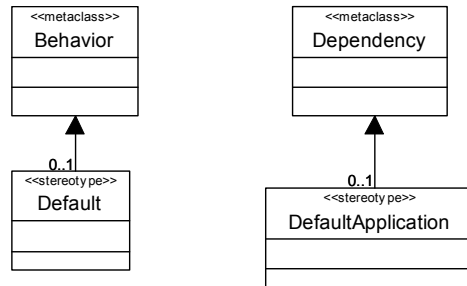 <<metaclass>>
Behavior
0..1
<<stereotype>>
Default
<<metaclass>>
Dependency
0..1
<<stereotype>>
DefaultApplication